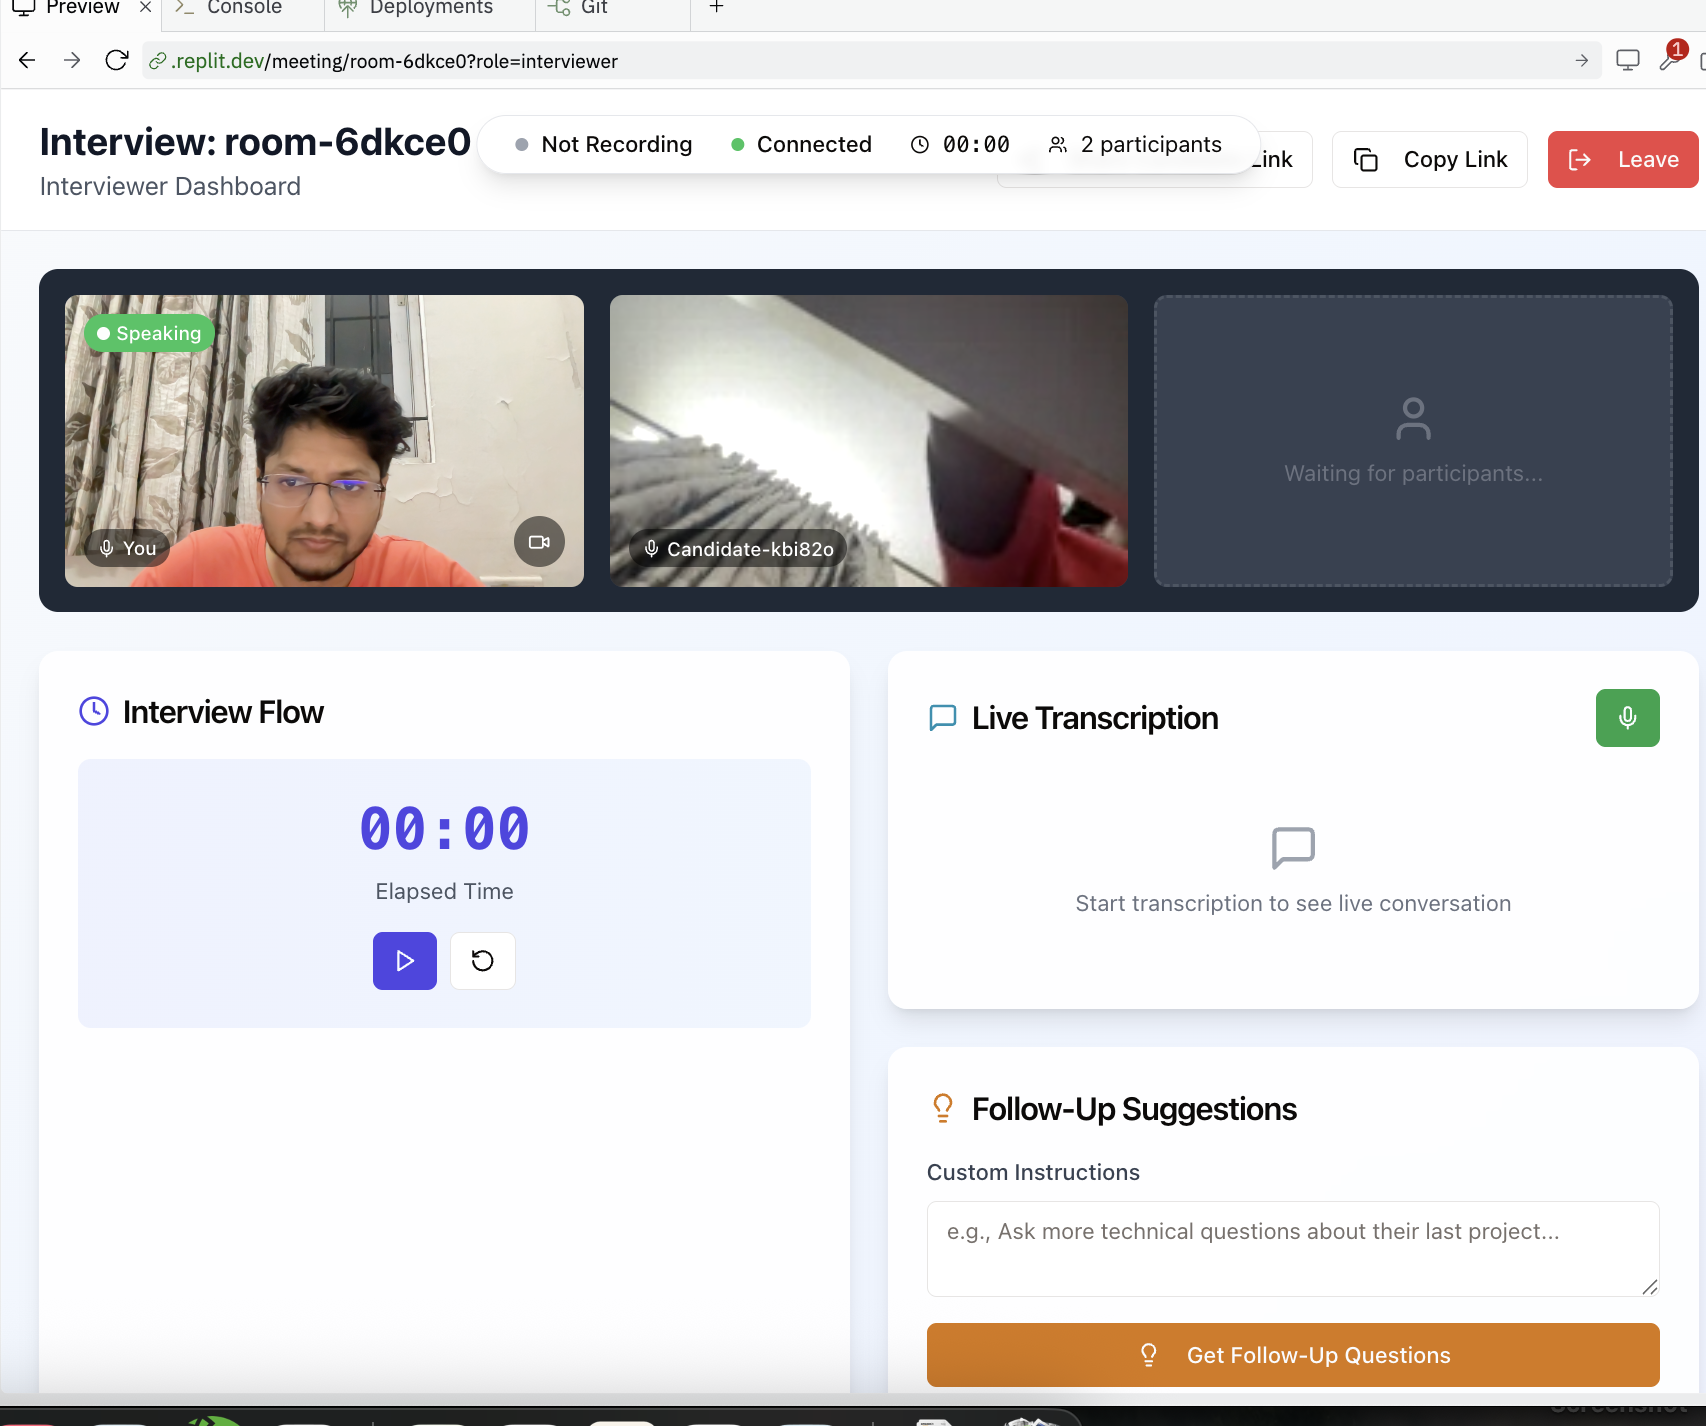 Preview
Console
Deployments
Git
.replit.dev/meeting/room-6dkce0?role=interviewer
1
Interview: room-6dkce0
Interviewer Dashboard
Not Recording
Connected
00:00
2 participants
Link
Copy Link
Leave
Speaking
You
Candidate-kbi82o
Waiting for participants...
Interview Flow
00:00
Elapsed Time
Live Transcription
Start transcription to see live conversation
Follow-Up Suggestions
Custom Instructions
e.g., Ask more technical questions about their last project...
Get Follow-Up Questions
Screenshot